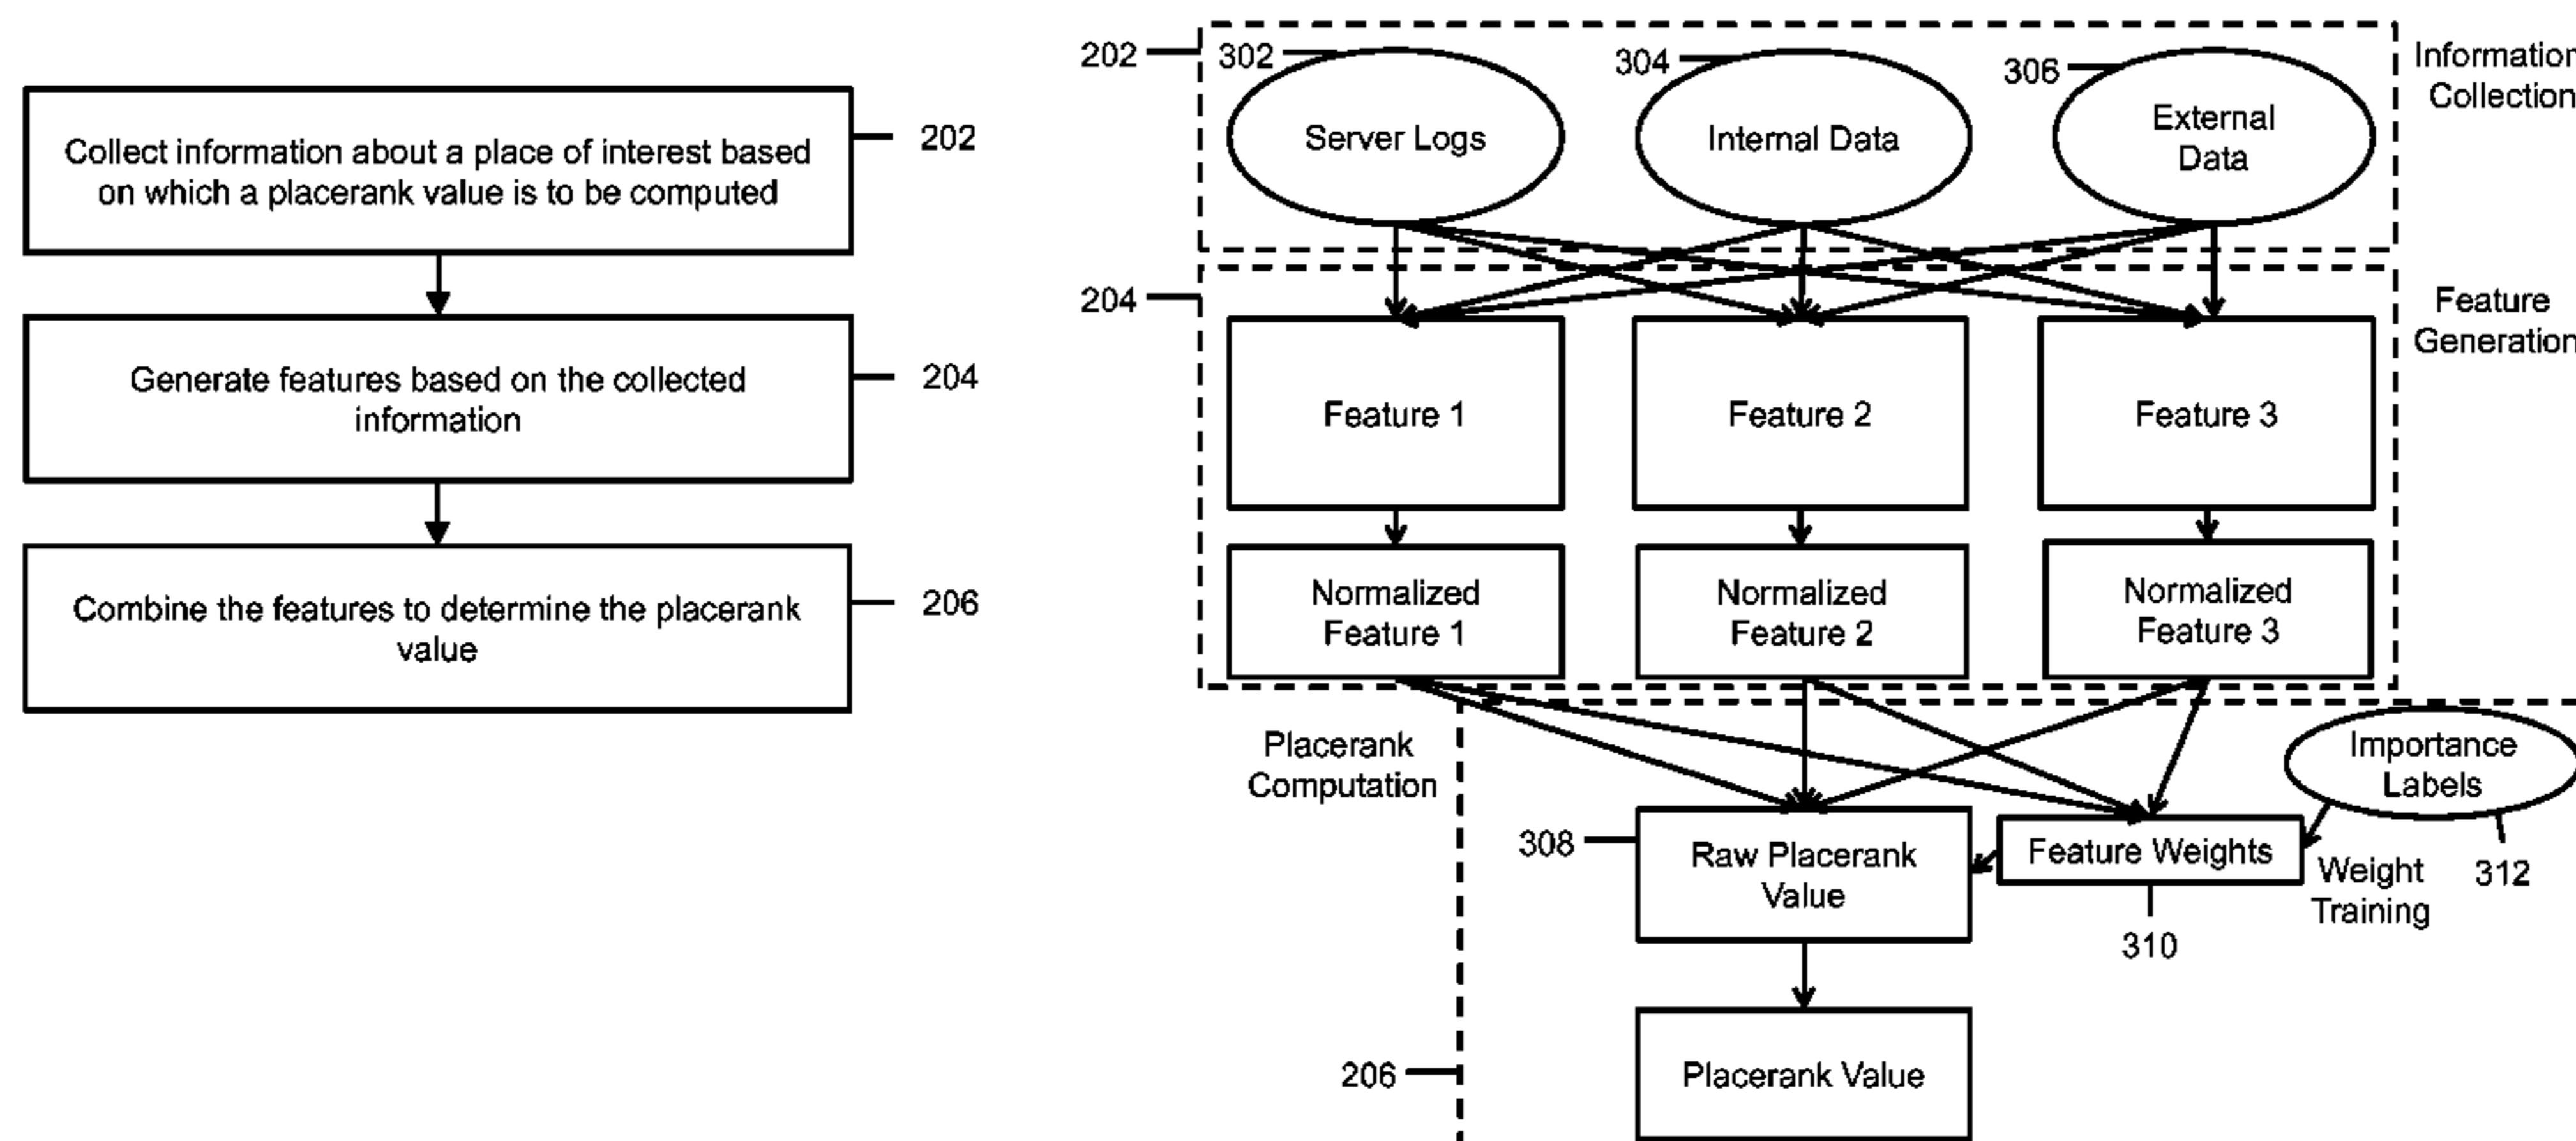 Collect information about a place of interest based
on which a placerank value is to be computed
202
Generate features based on the collected
information
204
Combine the features to determine the placerank
value
206
202
302
304
306
Information
Collection
Server Logs
Internal Data
External
Data
204
Feature
Generation
Feature 1
Feature 2
Feature 3
Normalized
Feature 1
Normalized
Feature 2
Normalized
Feature 3
Placerank
Computation
Importance
Labels
308
Raw Placerank
Value
Feature Weights
Weight
Training
312
310
206
Placerank Value